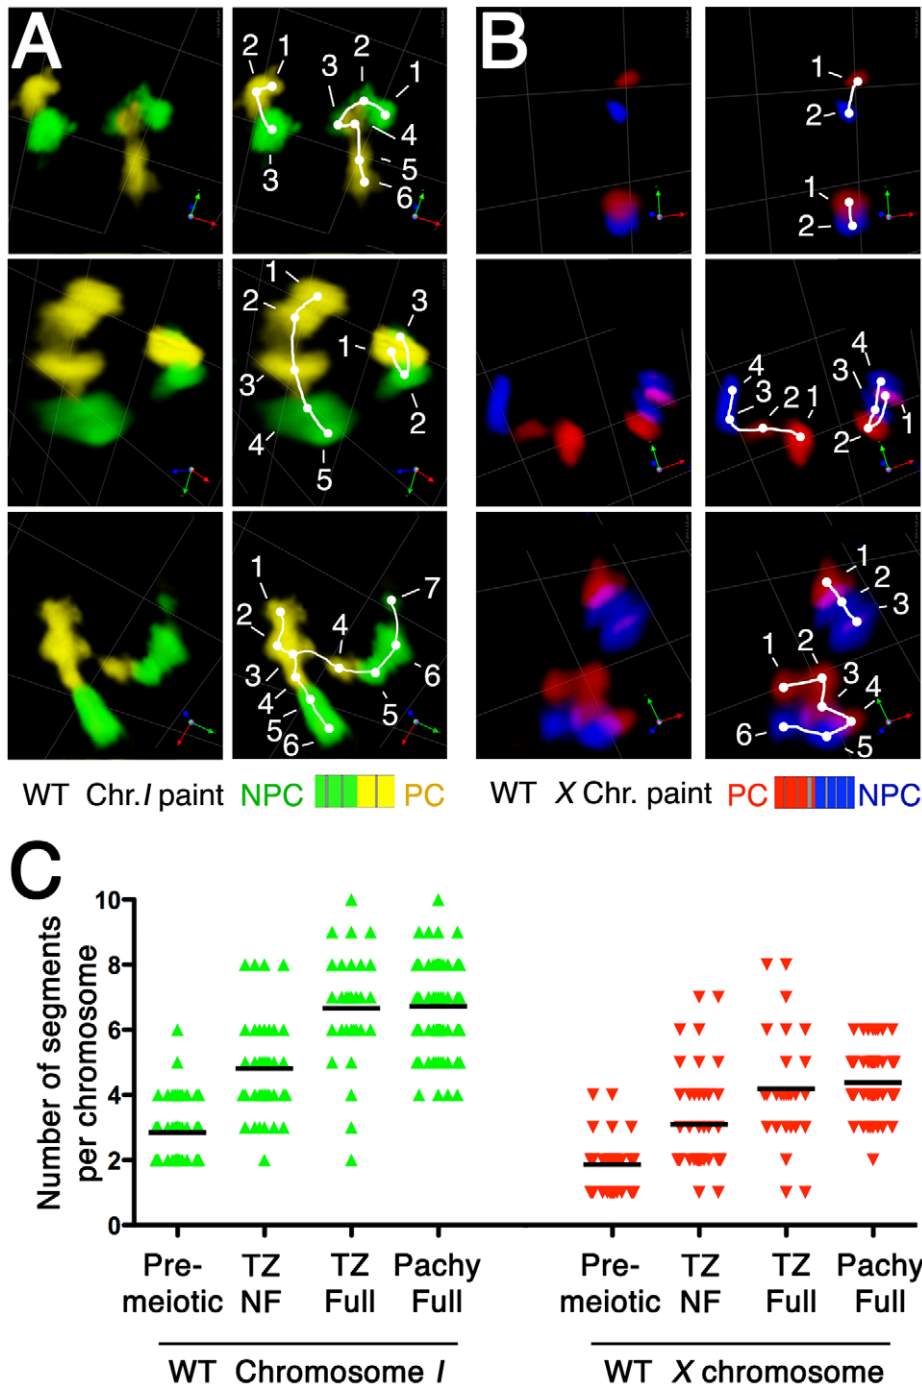 A
B
2 1 2
3 1
4
3 5
6
1
2
1
2
1
2 3
1
3 2
4
5
4 4
3 2 1 3
2 1
1 7
2 4
3 6
4 5
5
6
1
2
3
2
1 3
4
6 5
WT Chr.I paint NPC PC
WT X Chr. paint PC NPC
C
Number of segments
per chromosome
10
8
6
4
2
0
Pre-
meiotic
TZ
NF
TZ
Full
Pachy
Full
Pre-
meiotic
TZ
NF
TZ
Full
Pachy
Full
WT Chromosome I
WT X chromosome